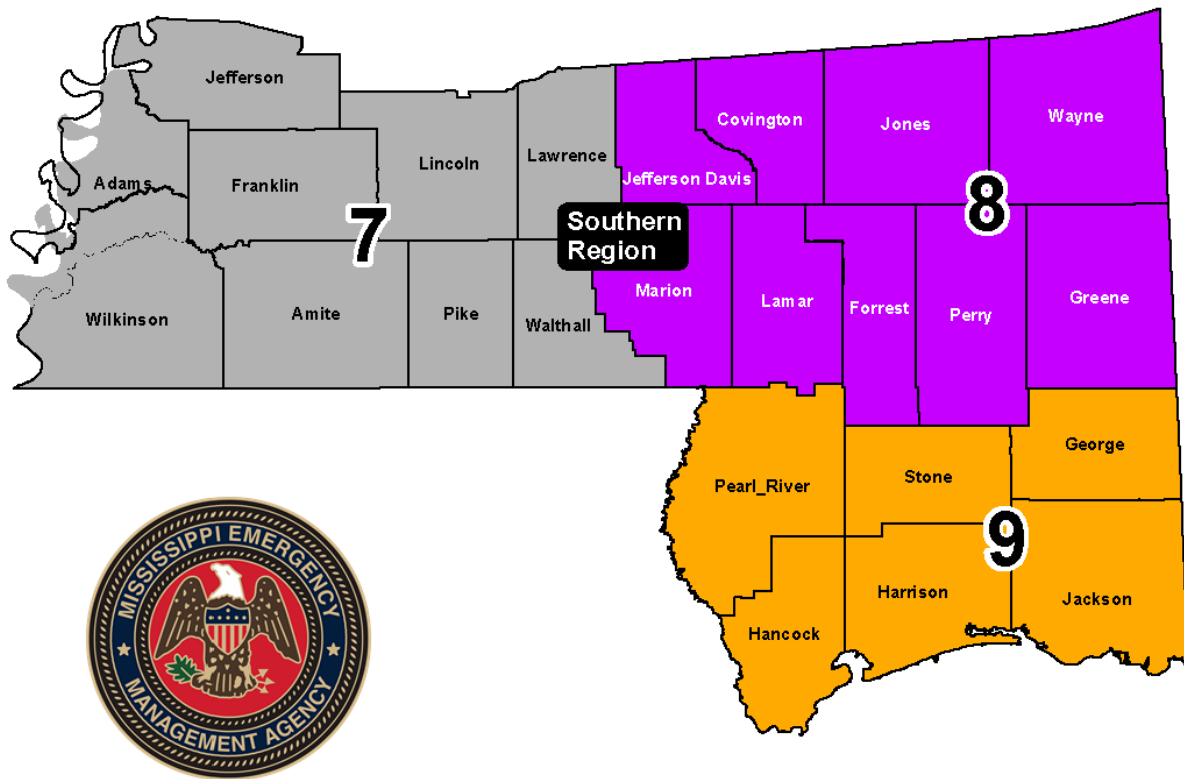 Jefferson
Covington
Jones
Wayne
Lincoln
Lawrence
Adams
Franklin
Jefferson Davis
7
8
Southern
Region
Marion
Lamar
Forrest
Perry
Greene
Wilkinson
Amite
Pike
Walthall
George
Pearl_River
Stone
9
Harrison
Jackson
Hancock
MISSISSIPPI EMERGENCY
MANAGEMENT AGENCY